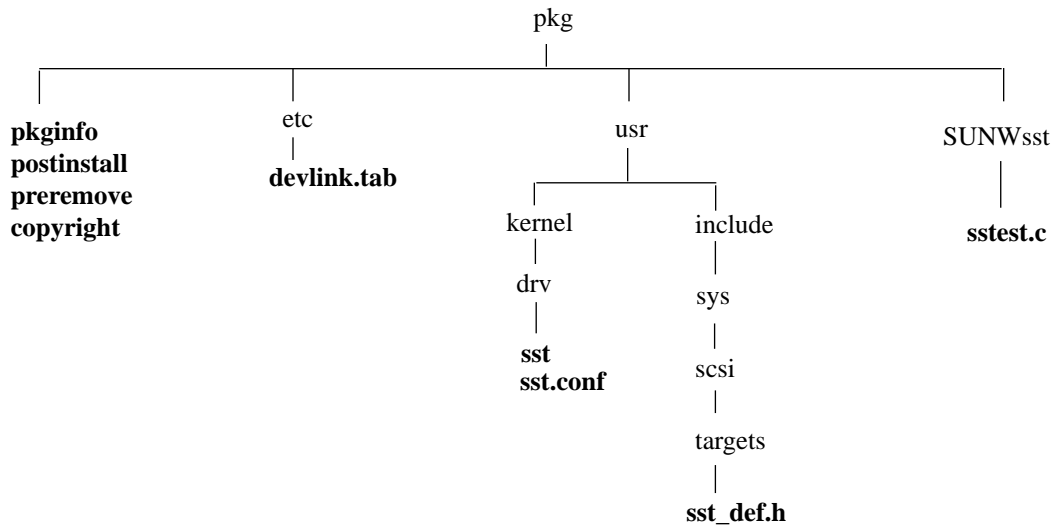 pkg
pkginfo
postinstall
preremove
copyright
etc
devlink.tab
usr
kernel
drv
sst
sst.conf
include
sys
scsi
targets
sst_def.h
SUNWsst
sstest.c